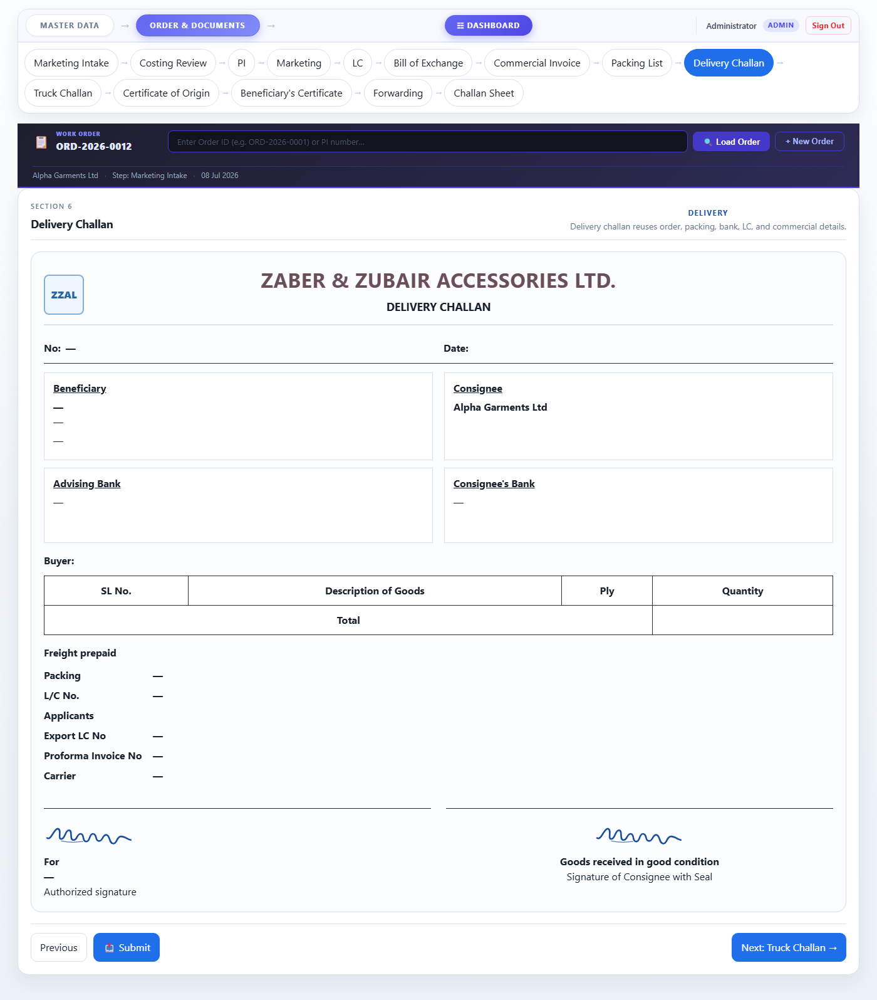 MASTER DATA → ORDER & DOCUMENTS → ☷ DASHBOARD Administrator ADMIN Sign Out
Marketing Intake → Costing Review → PI → Marketing → LC → Bill of Exchange → Commercial Invoice → Packing List → Delivery Challan →
Truck Challan → Certificate of Origin → Beneficiary's Certificate → Forwarding → Challan Sheet
WORK ORDER
ORD-2026-0012
Enter Order ID (e.g. ORD-2026-0001) or PI number...
Load Order
+ New Order
Alpha Garments Ltd · Step: Marketing Intake · 08 Jul 2026
SECTION 6
Delivery Challan
DELIVERY
Delivery challan reuses order, packing, bank, LC, and commercial details.
ZZAL
ZABER & ZUBAIR ACCESSORIES LTD.
DELIVERY CHALLAN
No: —
Date:
Beneficiary
—
—
—
Consignee
Alpha Garments Ltd
Advising Bank
—
Consignee's Bank
—
Buyer:
SL No. Description of Goods Ply Quantity
Total
Freight prepaid
Packing —
L/C No. —
Applicants
Export LC No —
Proforma Invoice No —
Carrier —
For
—
Authorized signature
Goods received in good condition
Signature of Consignee with Seal
Previous
Submit
Next: Truck Challan →